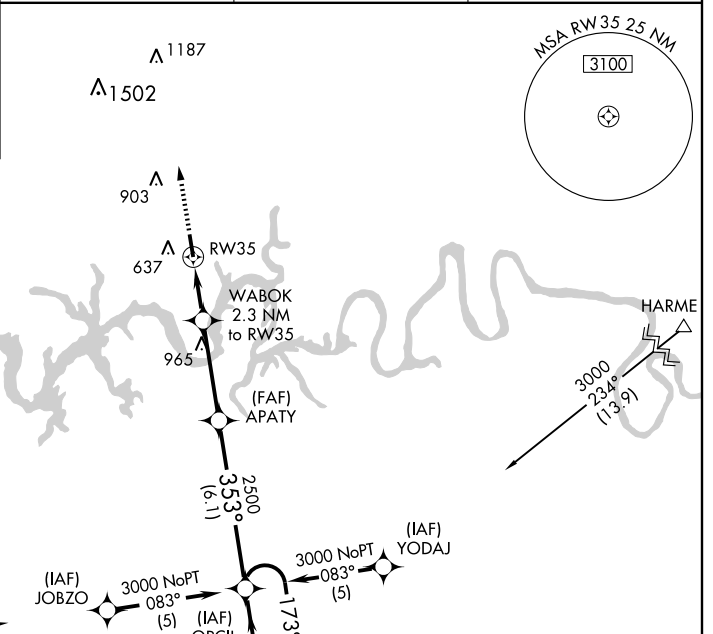 1187
1502
MSA RW35 25 NM
3100
903
637
RW35
WABOK
2.3 NM
to RW35
965
HARME
3000
234°
(13.9)
(FAF)
APATY
2500
353°
(6.1)
(IAF)
YODAJ
3000 NoPT
083°
(5)
(IAF)
JOBZO
3000 NoPT
083°
(5)
(IAF)
173°